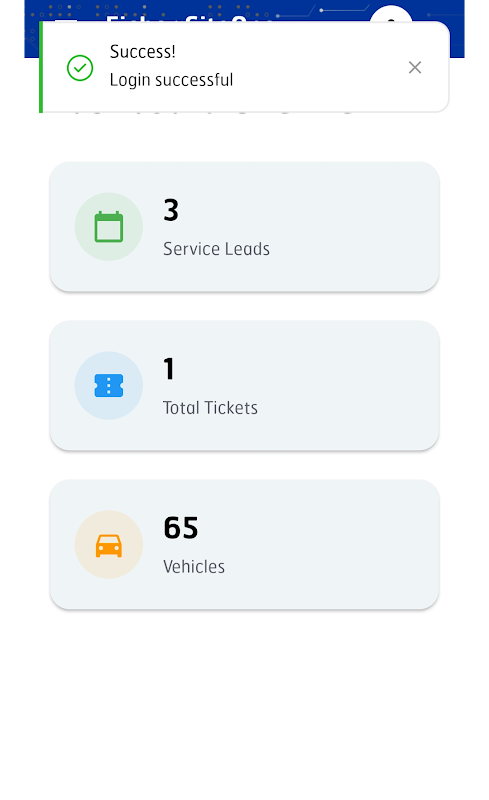 Success!
Login successful
3
Service Leads
1
Total Tickets
65
Vehicles